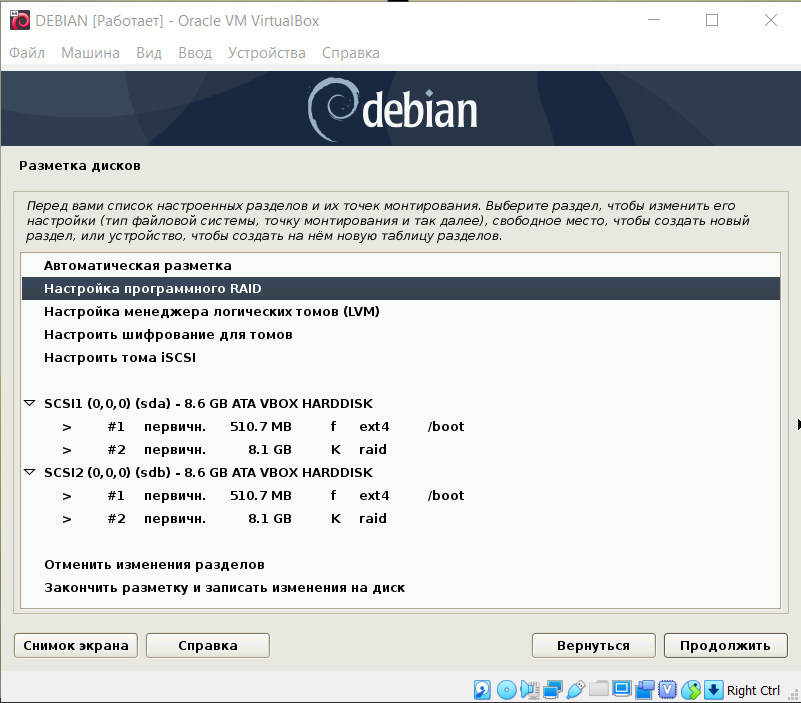 DEBIAN [Работает] - Oracle VM VirtualBox
Файл Машина Вид Ввод Устройства Справка
debian
Разметка дисков
Перед вами список настроенных разделов и их точек монтирования. Выберите раздел, чтобы изменить его
настройки (тип файловой системы, точку монтирования и так далее), свободное место, чтобы создать новый
раздел, или устройство, чтобы создать на нём новую таблицу разделов.
Автоматическая разметка
Настройка программного RAID
Настройка менеджера логических томов (LVM)
Настроить шифрование для томов
Настроить тома iSCSI
SCSI1 (0,0,0) (sda) - 8.6 GB ATA VBOX HARDDISK
> #1 первичн. 510.7 MB f ext4 /boot
> #2 первичн. 8.1 GB K raid
SCSI2 (0,0,0) (sdb) - 8.6 GB ATA VBOX HARDDISK
> #1 первичн. 510.7 MB f ext4 /boot
> #2 первичн. 8.1 GB K raid
Отменить изменения разделов
Закончить разметку и записать изменения на диск
Снимок экрана Справка Вернуться Продолжить
Right Ctrl